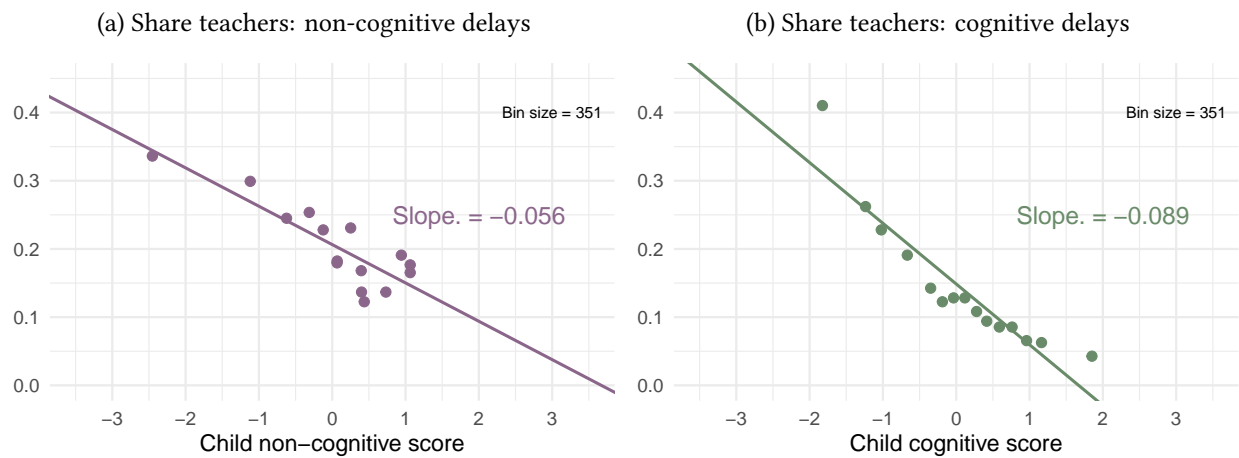 (a) Share teachers: non-cognitive delays
0.4
0.3
0.2
0.1
0.0
Bin size = 351
Slope. = −0.056
−3 −2 −1 0 1 2 3
Child non−cognitive score
(b) Share teachers: cognitive delays
0.4
0.3
0.2
0.1
0.0
Bin size = 351
Slope. = −0.089
−3 −2 −1 0 1 2 3
Child cognitive score